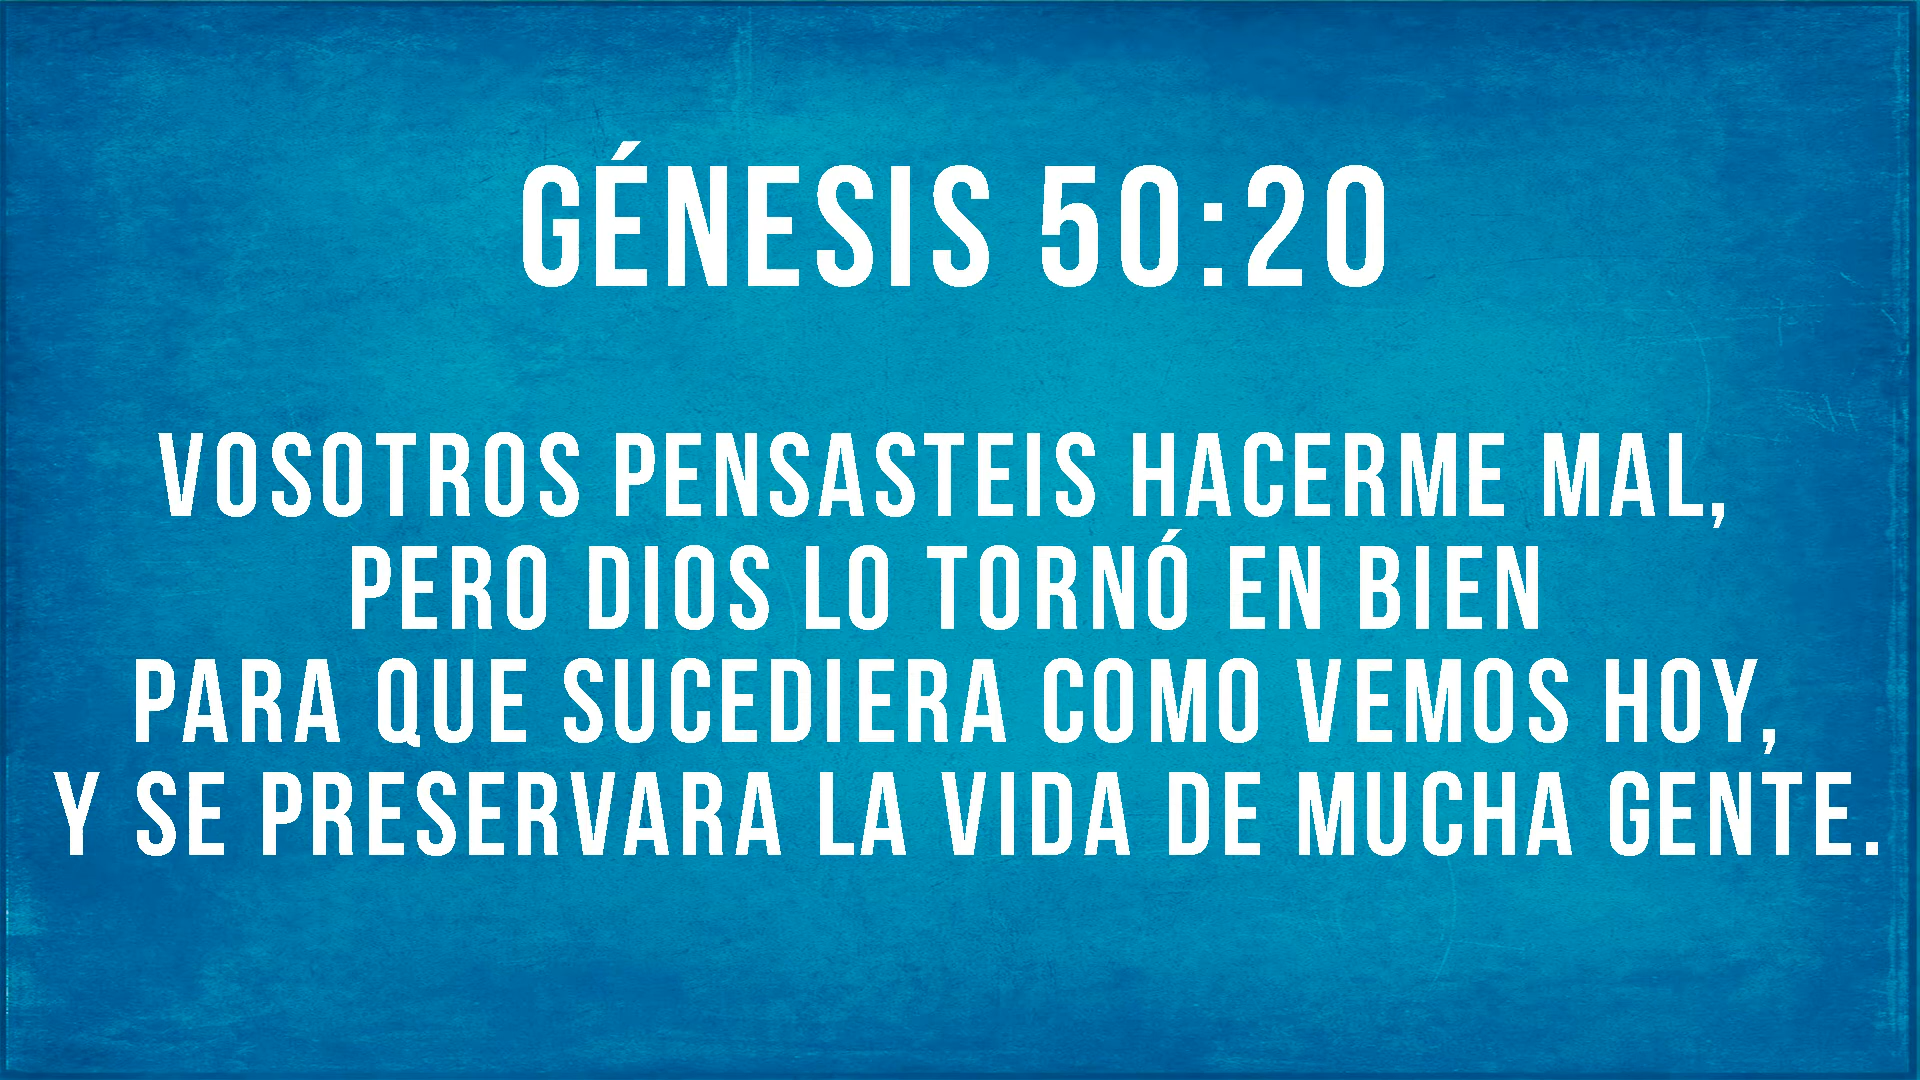 GÉNESIS 50:20
VOSOTROS PENSASTEIS HACERME MAL,
PERO DIOS LO TORNÓ EN BIEN
PARA QUE SUCEDIERA COMO VEMOS HOY,
Y SE PRESERVARA LA VIDA DE MUCHA GENTE.